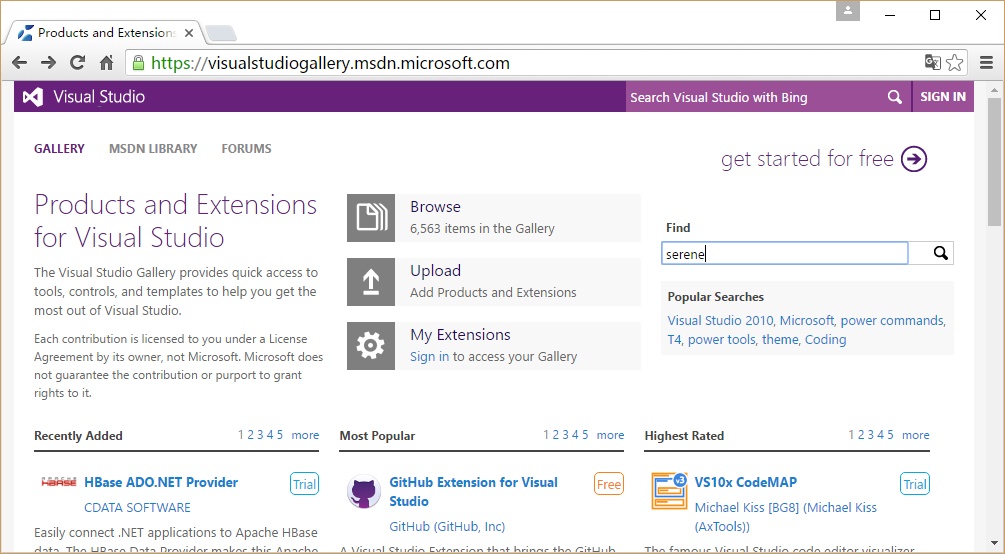 Products and Extensions
https://visualstudiogallery.msdn.microsoft.com
Visual Studio
Search Visual Studio with Bing
SIGN IN
GALLERY
MSDN LIBRARY
FORUMS
get started for free
Products and Extensions
for Visual Studio
The Visual Studio Gallery provides quick access to
tools, controls, and templates to help you get the
most out of Visual Studio.
Each contribution is licensed to you under a License
Agreement by its owner, not Microsoft. Microsoft does
not guarantee the contribution or purport to grant
rights to it.
Browse
6,563 items in the Gallery
Upload
Add Products and Extensions
My Extensions
Sign in to access your Gallery
Find
serene
Popular Searches
Visual Studio 2010, Microsoft, power commands,
T4, power tools, theme, Coding
Recently Added
1 2 3 4 5 more
HBASE
HBase ADO.NET Provider
Trial
CDATA SOFTWARE
Easily connect .NET applications to Apache HBase
data. The HBase Data Provider makes this Apache
Most Popular
1 2 3 4 5 more
GitHub Extension for Visual
Studio
Free
GitHub (GitHub, Inc)
A Visual Studio Extension that brings the GitHub
Highest Rated
1 2 3 4 5 more
v3
VS10x CodeMAP
Trial
Michael Kiss [BG8] (Michael Kiss
(AxTools))
The famous Visual Studio code editor visualizer